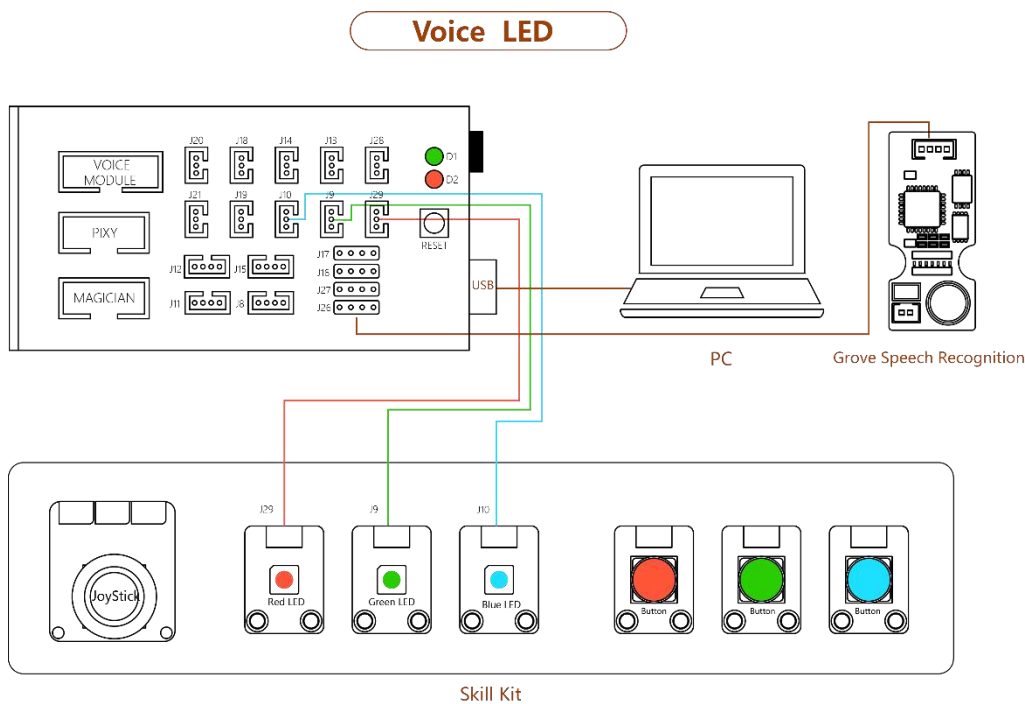 Voice LED
J20 J18 J14 J13 J28
VOICE
MODULE
D1
D2
J21 J19 J10 J9 J29
PIXY
RESET
J17
J12 J15
J16
USB
MAGICIAN
J27
J11 J8
J26
PC
Grove Speech Recognition
J29 J9 J10
JoyStick
Red LED
Green LED
Blue LED
Button
Button
Button
Skill Kit